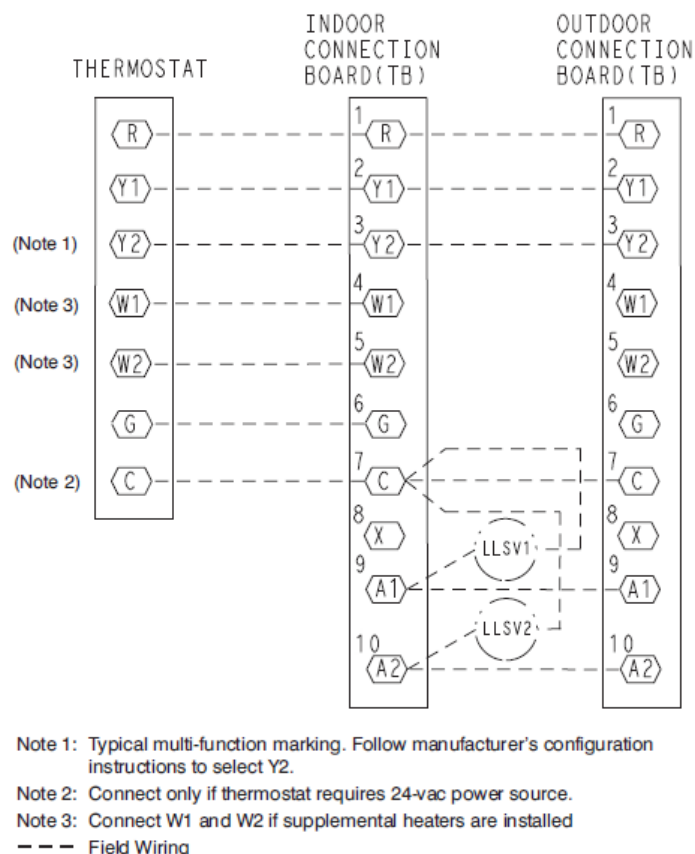 INDOOR
CONNECTION
BOARD(TB)
OUTDOOR
CONNECTION
BOARD(TB)
THERMOSTAT
R 1 R 1 R
Y1 2 Y1 2 Y1
(Note 1) Y2 3 Y2 3 Y2
(Note 3) W1 4 W1 4 W1
(Note 3) W2 5 W2 5 W2
G 6 G 6 G
(Note 2) C 7 C 7 C
8 X 8 X
LLSV1
9 A1 9 A1
LLSV2
10 A2 10 A2
Note 1: Typical multi-function marking. Follow manufacturer's configuration
instructions to select Y2.
Note 2: Connect only if thermostat requires 24-vac power source.
Note 3: Connect W1 and W2 if supplemental heaters are installed
Field Wiring